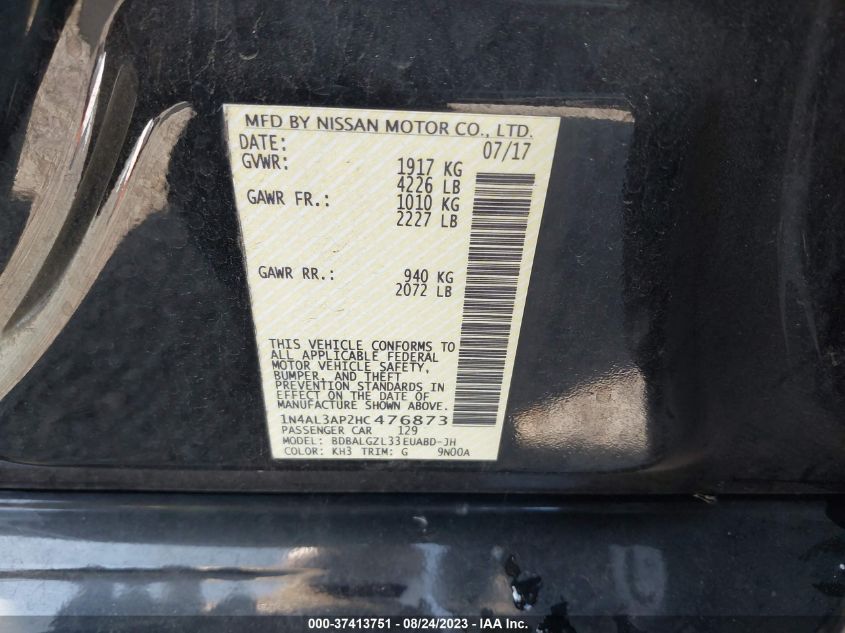 MFD BY NISSAN MOTOR CO., LTD.
DATE: 07/17
GVWR: 1917 KG
4226 LB
GAWR FR.: 1010 KG
2227 LB
GAWR RR.: 940 KG
2072 LB
THIS VEHICLE CONFORMS TO
ALL APPLICABLE FEDERAL
MOTOR VEHICLE SAFETY,
BUMPER, AND THEFT
PREVENTION STANDARDS IN
EFFECT ON THE DATE OF
MANUFACTURE SHOWN ABOVE.
1N4AL3AP2HC476873
PASSENGER CAR 129
MODEL: BDBALGZL33EUABD-JH
COLOR: KH3 TRIM: G 9N00A
000-37413751 - 08/24/2023 - IAA Inc.